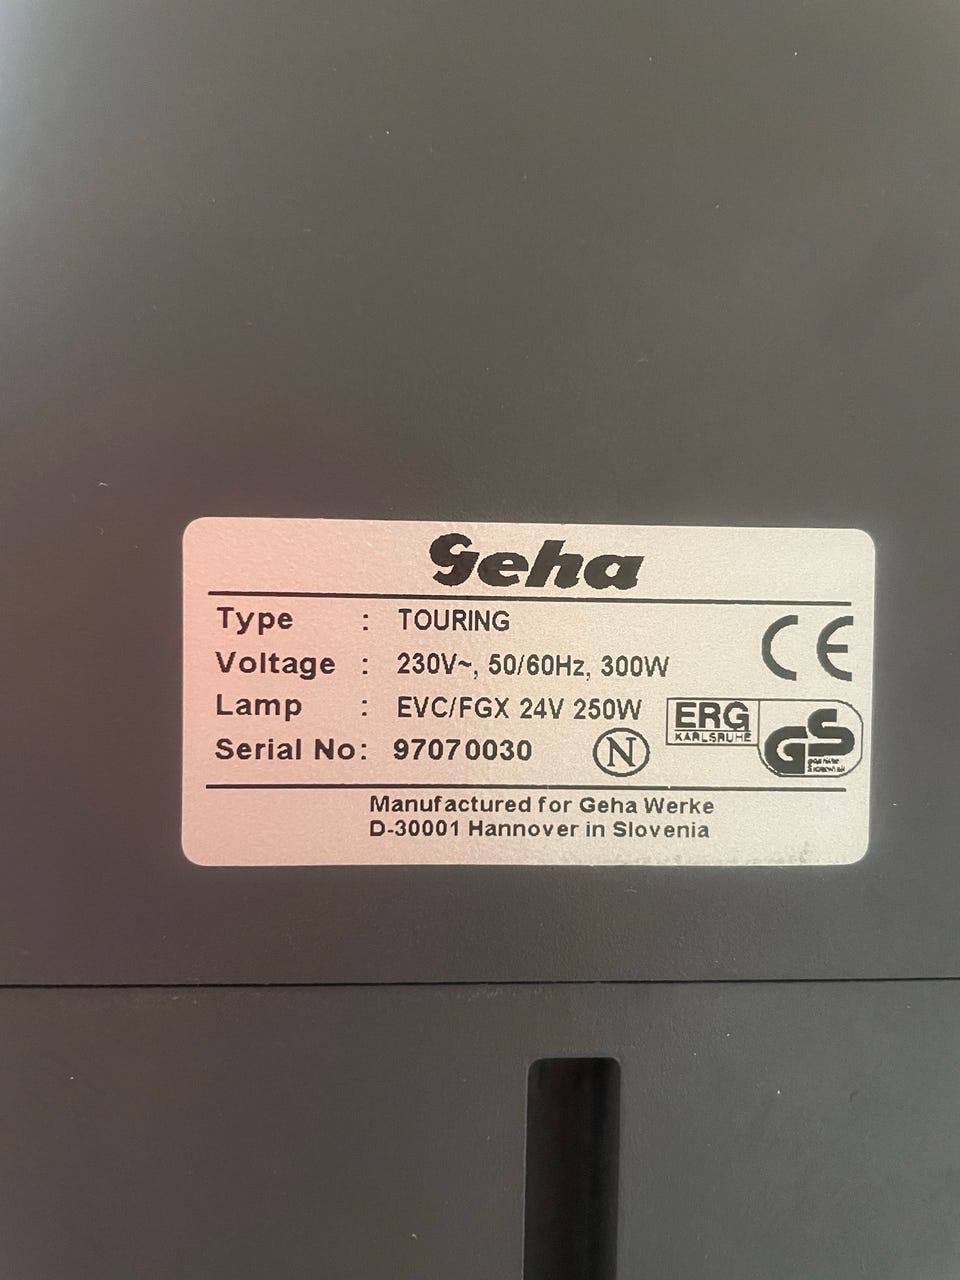 Geha
Type : TOURING
Voltage : 230V~, 50/60Hz, 300W
Lamp : EVC/FGX 24V 250W
Serial No: 97070030
CE
N
ERG
KARLSRUHE
GS
Manufactured for Geha Werke
D-30001 Hannover in Slovenia